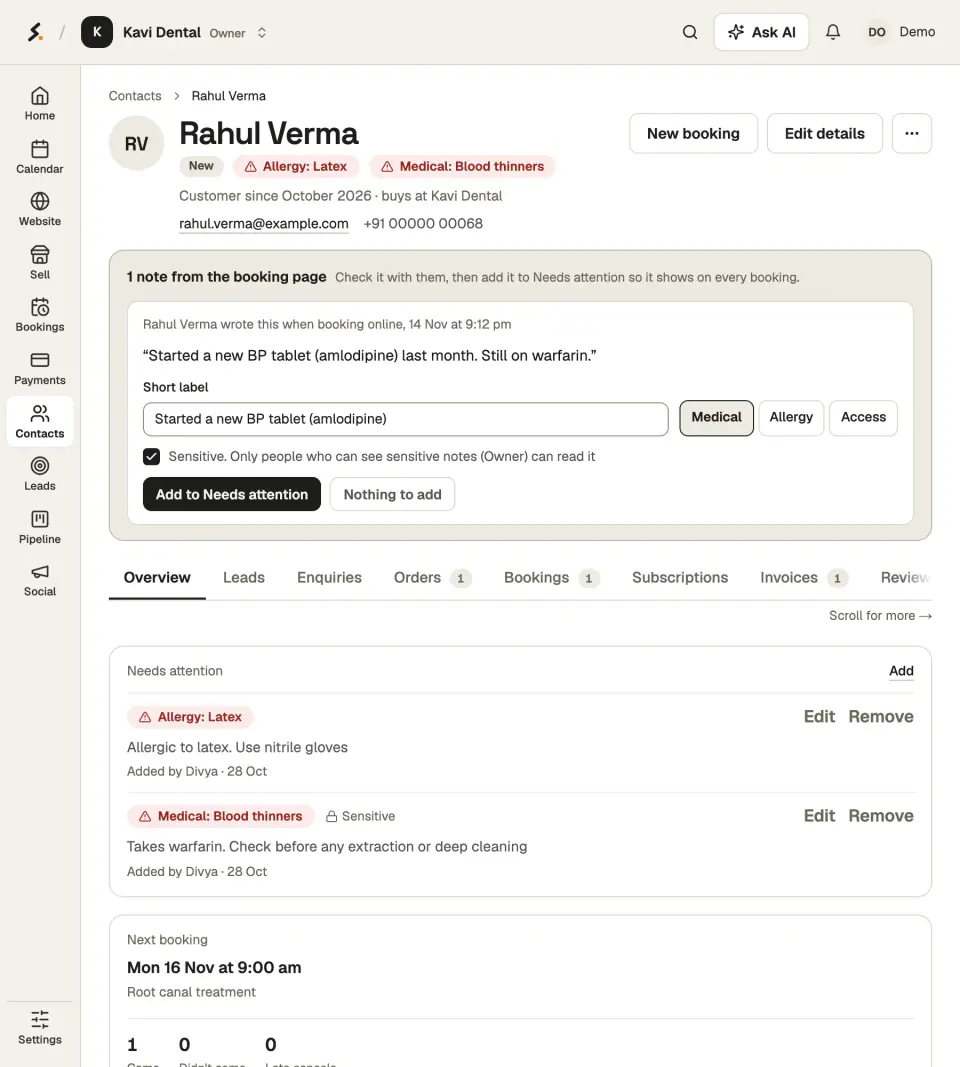 / K Kavi Dental Owner Ask AI DO Demo
Home
Calendar
Website
Sell
Bookings
Payments
Contacts
Leads
Pipeline
Social
Settings
Contacts > Rahul Verma
RV
Rahul Verma
New booking Edit details ...
New Allergy: Latex Medical: Blood thinners
Customer since October 2026 · buys at Kavi Dental
rahul.verma@example.com +91 00000 00068
1 note from the booking page Check it with them, then add it to Needs attention so it shows on every booking.
Rahul Verma wrote this when booking online, 14 Nov at 9:12 pm
“Started a new BP tablet (amlodipine) last month. Still on warfarin.”
Short label
Started a new BP tablet (amlodipine) Medical Allergy Access
Sensitive. Only people who can see sensitive notes (Owner) can read it
Add to Needs attention Nothing to add
Overview Leads Enquiries Orders 1 Bookings 1 Subscriptions Invoices 1 Review
Scroll for more →
Needs attention Add
Allergy: Latex Edit Remove
Allergic to latex. Use nitrile gloves
Added by Divya · 28 Oct
Medical: Blood thinners Sensitive Edit Remove
Takes warfarin. Check before any extraction or deep cleaning
Added by Divya · 28 Oct
Next booking
Mon 16 Nov at 9:00 am
Root canal treatment
1 0 0